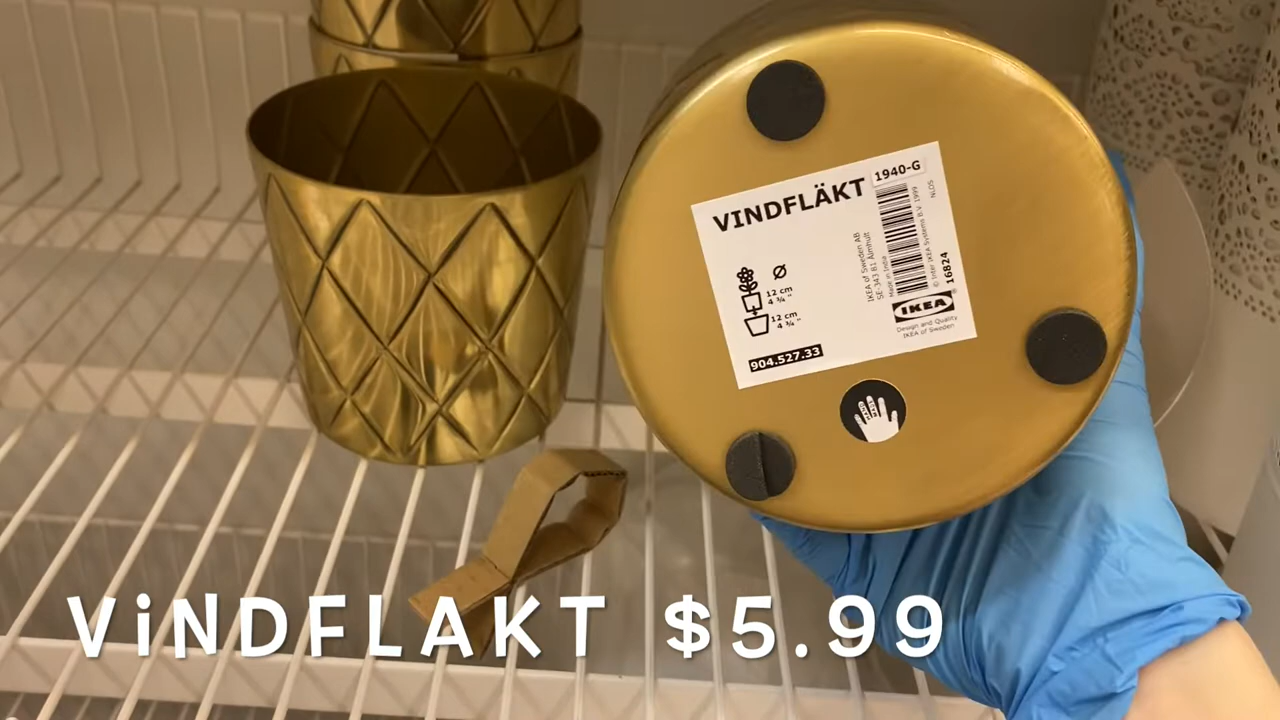 VINDFLÄKT
1940-G
12 cm
4 ¾ "
12 cm
4 ¾ "
904.527.33
IKEA of Sweden AB
SE-343 81 Älmhult
Made in India
© Inter IKEA Systems B.V. 1999
16824
IKEA
Design and Quality
IKEA of Sweden
ViNDFLAKT $5.99